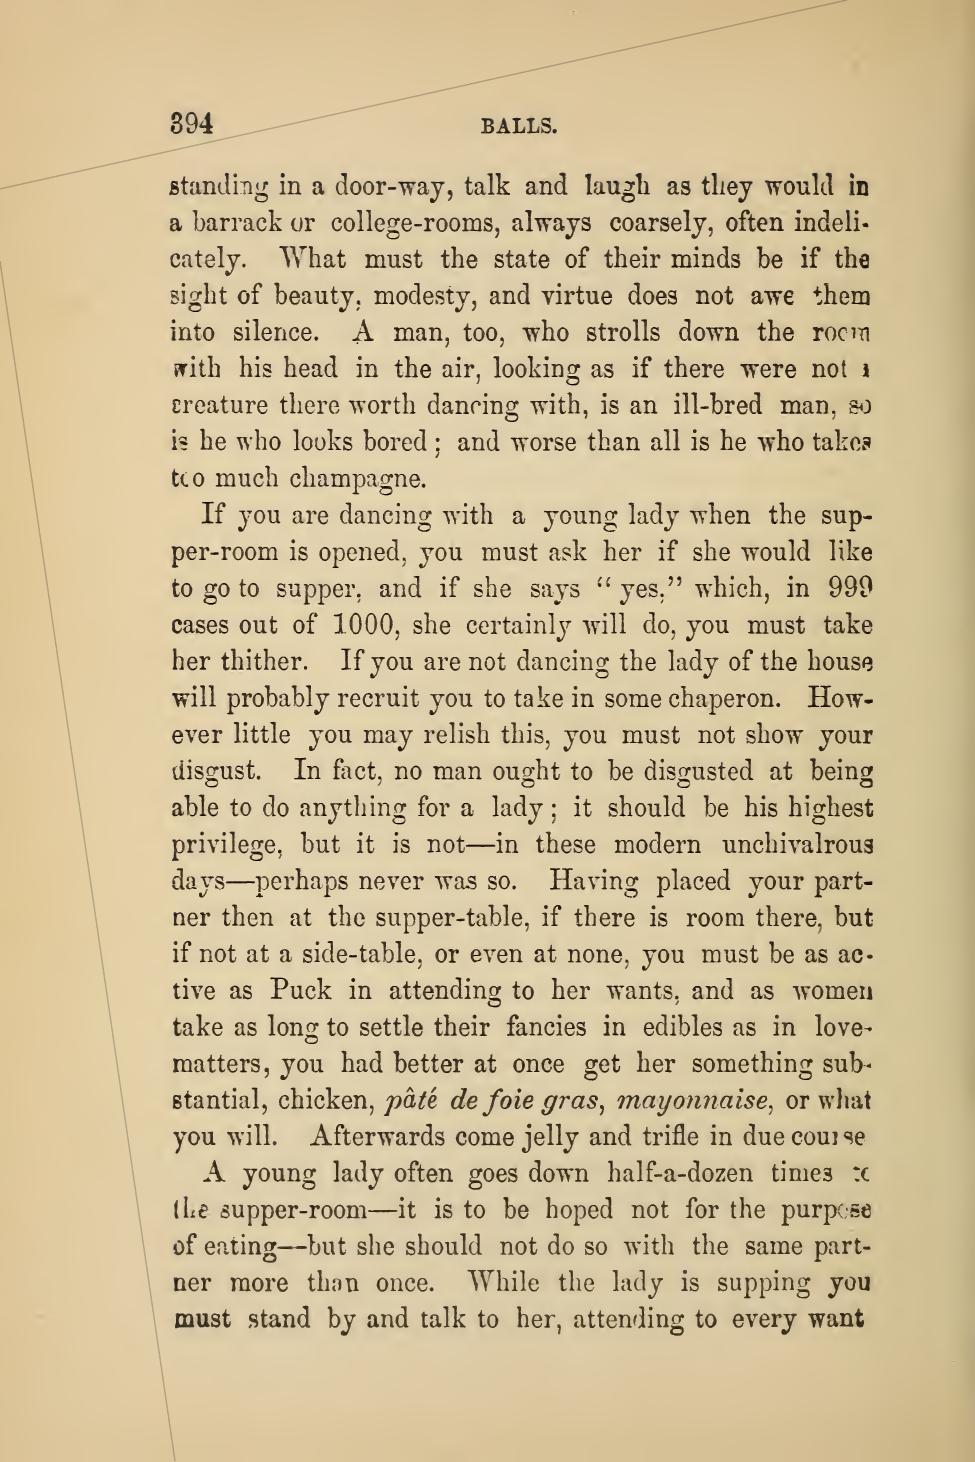 394 BALLS.
standing in a door-way, talk and laugh as they would in
a barrack or college-rooms, always coarsely, often indeli-
cately. What must the state of their minds be if the
sight of beauty, modesty, and virtue does not awe them
into silence. A man, too, who strolls down the room
with his head in the air, looking as if there were not a
creature there worth dancing with, is an ill-bred man, so
is he who looks bored; and worse than all is he who takes
too much champagne.
If you are dancing with a young lady when the sup-
per-room is opened, you must ask her if she would like
to go to supper, and if she says "yes," which, in 999
cases out of 1000, she certainly will do, you must take
her thither. If you are not dancing the lady of the house
will probably recruit you to take in some chaperon. How-
ever little you may relish this, you must not show your
disgust. In fact, no man ought to be disgusted at being
able to do anything for a lady; it should be his highest
privilege, but it is not—in these modern unchivalrous
days—perhaps never was so. Having placed your part-
ner then at the supper-table, if there is room there, but
if not at a side-table, or even at none, you must be as ac-
tive as Puck in attending to her wants, and as women
take as long to settle their fancies in edibles as in love-
matters, you had better at once get her something sub-
stantial, chicken, pâté de foie gras, mayonnaise, or what
you will. Afterwards come jelly and trifle in due course
A young lady often goes down half-a-dozen times to
the supper-room—it is to be hoped not for the purpose
of eating—but she should not do so with the same part-
ner more than once. While the lady is supping you
must stand by and talk to her, attending to every want